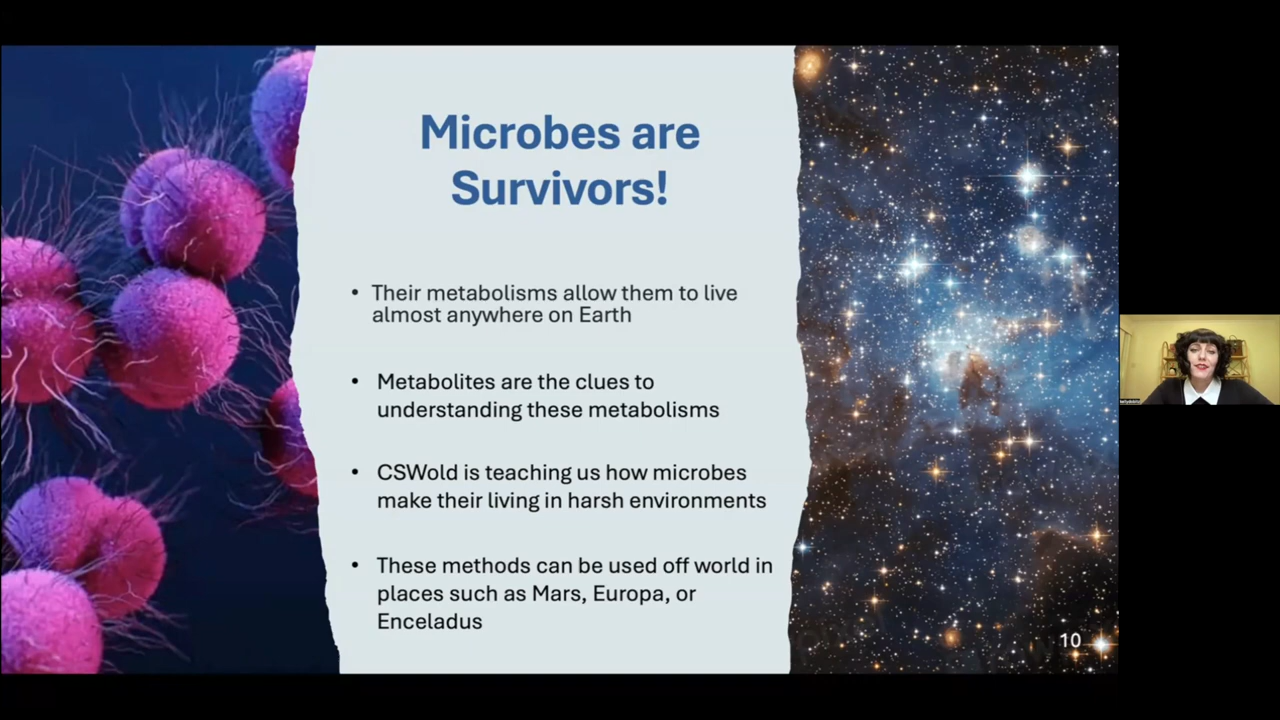 Microbes are
Survivors!
• Their metabolisms allow them to live
almost anywhere on Earth
• Metabolites are the clues to
understanding these metabolisms
• CSWold is teaching us how microbes
make their living in harsh environments
• These methods can be used off world in
places such as Mars, Europa, or
Enceladus
10